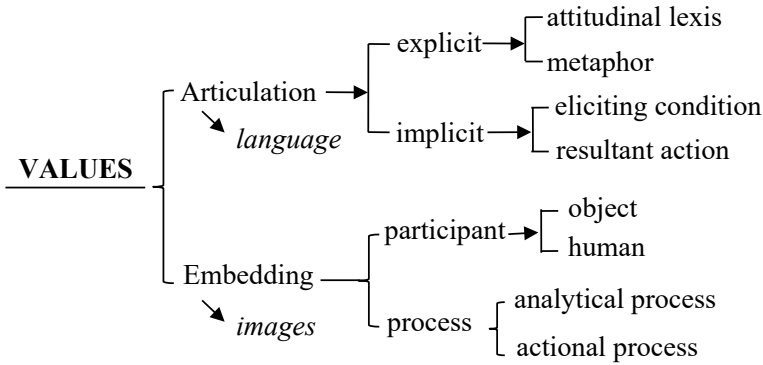 VALUES
Articulation
language
explicit
attitudinal lexis
metaphor
implicit
eliciting condition
resultant action
Embedding
images
participant
object
human
process
analytical process
actional process